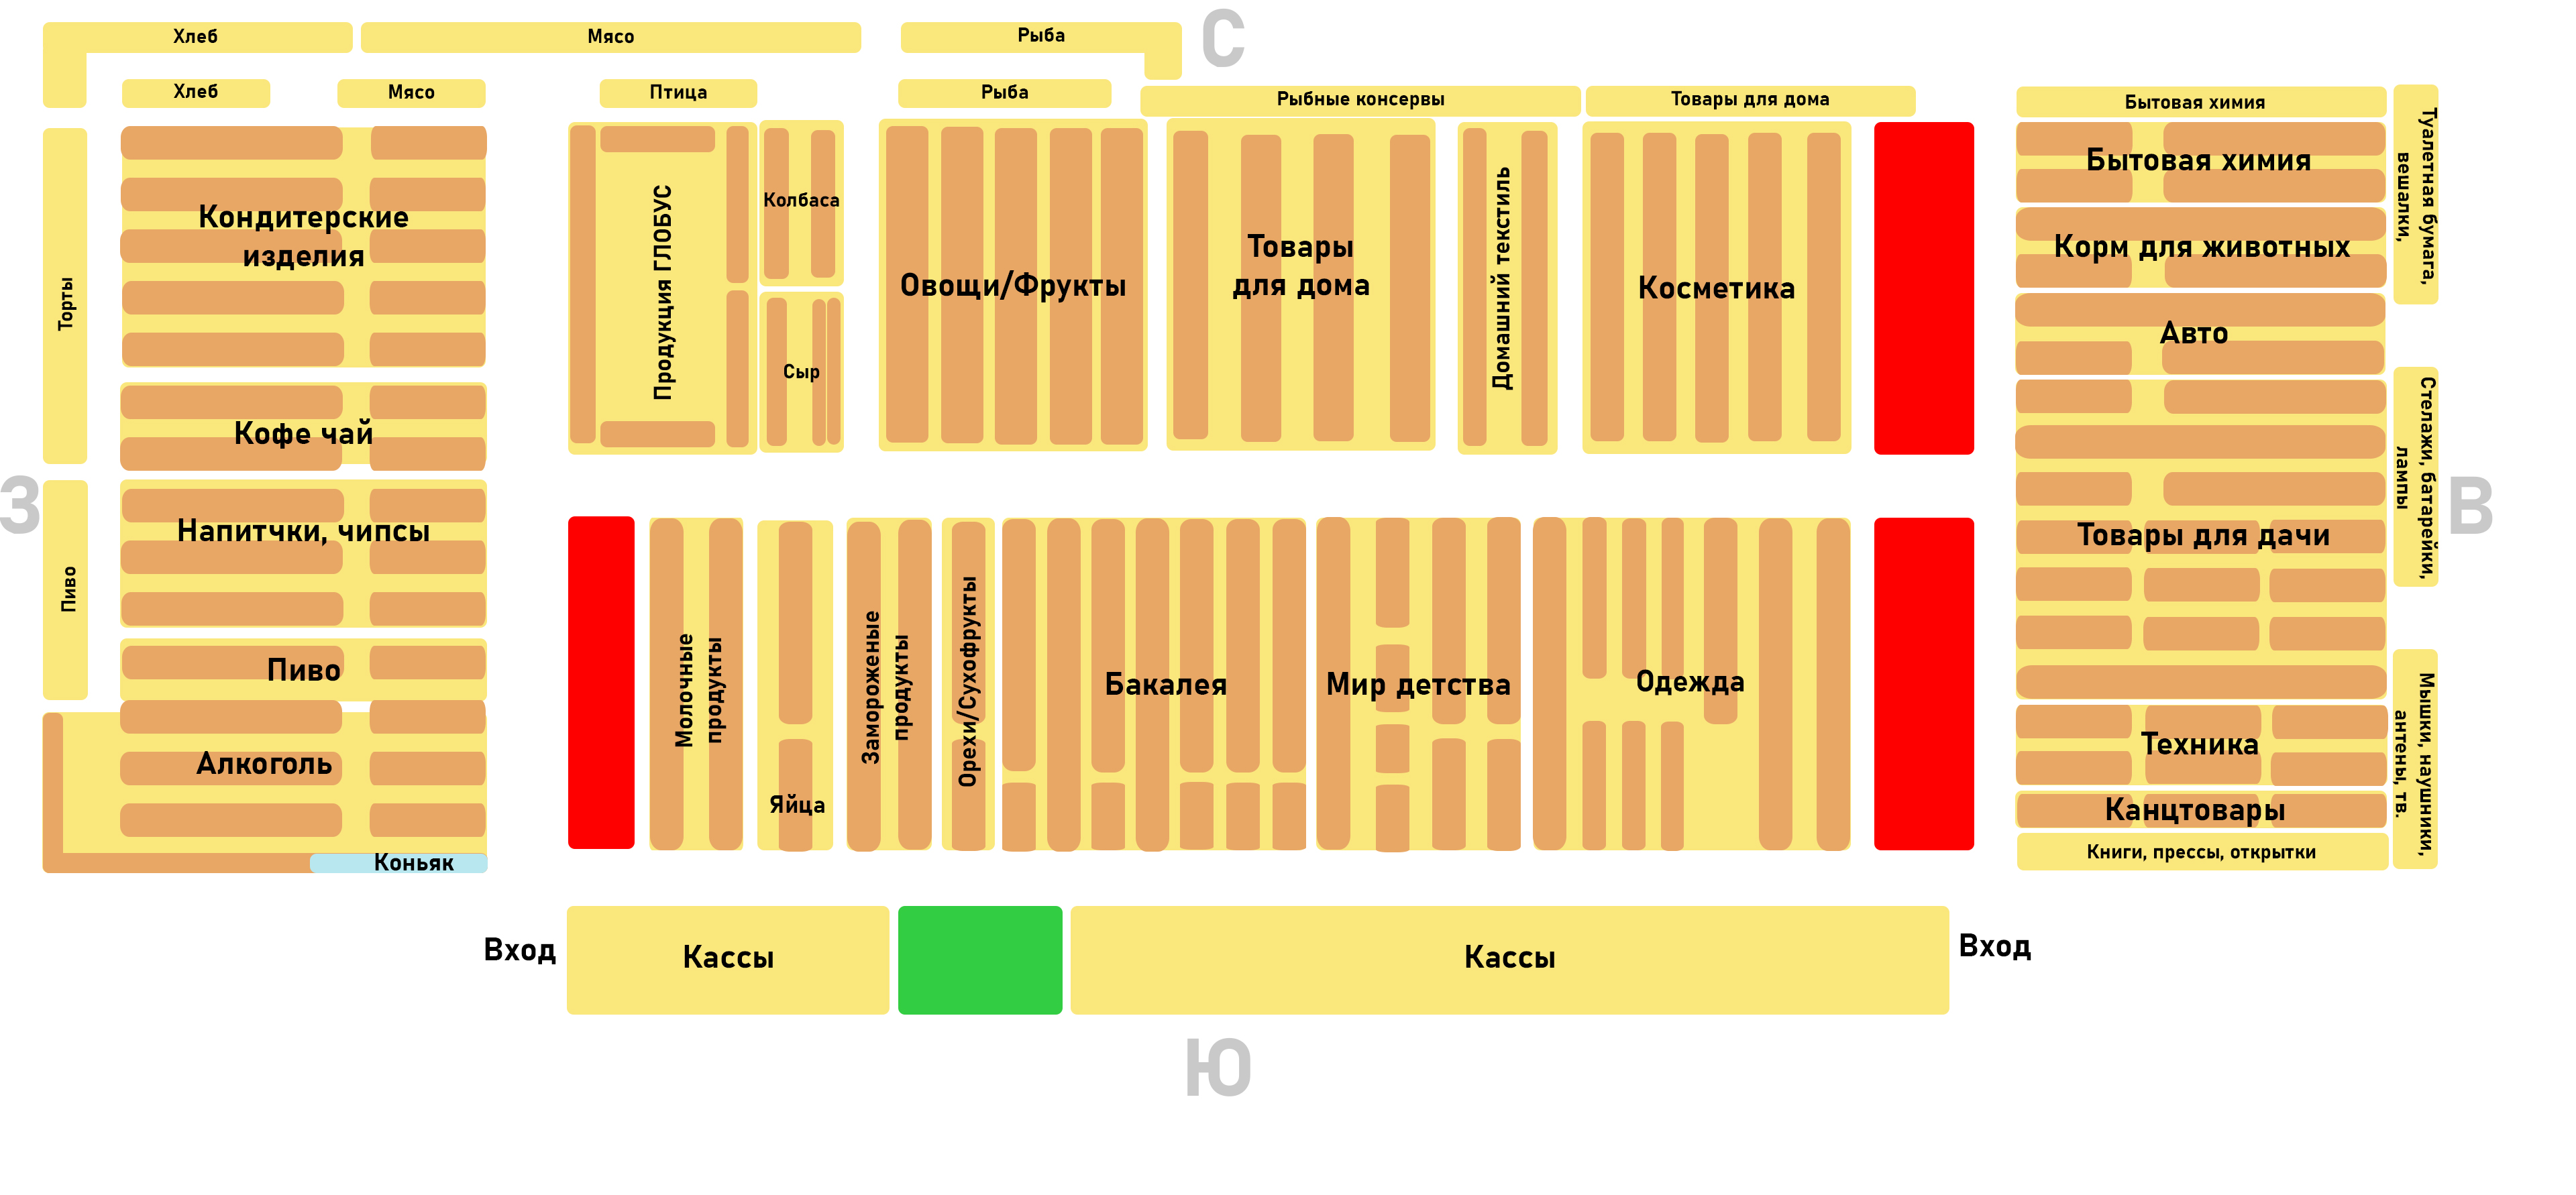 С
Хлеб
Мясо
Рыба
Хлеб
Мясо
Птица
Рыба
Рыбные консервы
Товары для дома
Бытовая химия
Торты
Кондитерские
изделия
Кофе чай
З
Напитчки, чипсы
Пиво
Пиво
Алкоголь
Коньяк
Продукция ГЛОБУС
Колбаса
Сыр
Овощи/Фрукты
Товары
для дома
Домашний текстиль
Косметика
Молочные
продукты
Яйца
Замороженые
продукты
Орехи/Сухофрукты
Бакалея
Мир детства
Одежда
Бытовая химия
Корм для животных
Авто
Товары для дачи
Техника
Канцтовары
Книги, прессы, открытки
Туалетная бумага,
вешалки,
Стелажи, батарейки,
лампы
В
Мышки, наушники,
антены, тв.
Вход
Кассы
Кассы
Вход
Ю